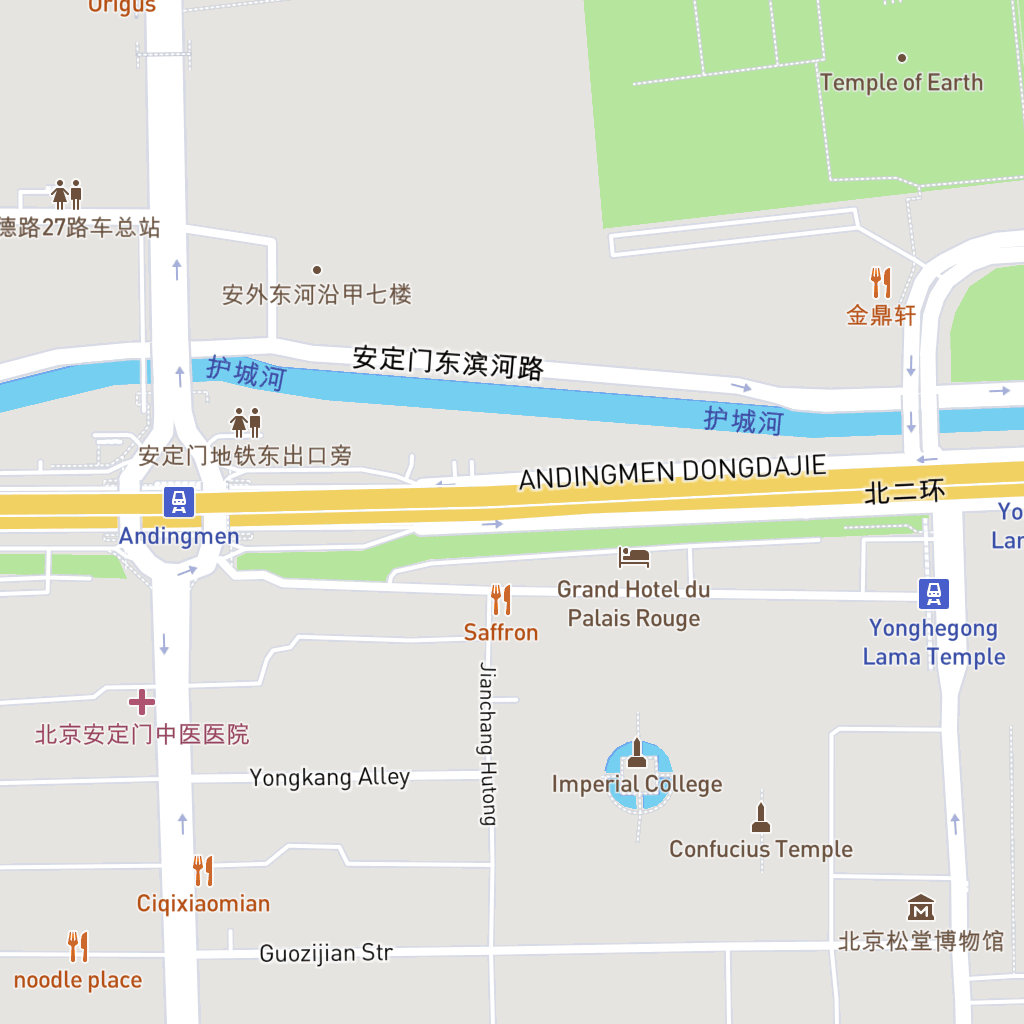 Origus
Temple of Earth
德路27路车总站
安外东河沿甲七楼
金鼎轩
安定门东滨河路
护城河
护城河
安定门地铁东出口旁
ANDINGMEN DONGDAJIE
北二环
Andingmen
Yo
La
Grand Hotel du
Palais Rouge
Saffron
Yonghegong
Lama Temple
Jianchang Hutong
北京安定门中医医院
Yongkang Alley
Imperial College
Confucius Temple
Ciqixiaomian
北京松堂博物馆
Guozijian Str
noodle place